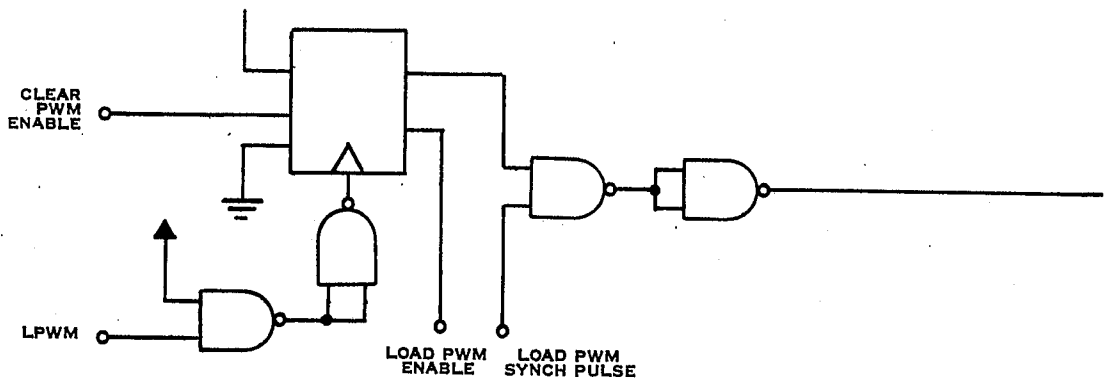 CLEAR
PWM
ENABLE
LPWM
LOAD PWM
ENABLE
LOAD PWM
SYNCH PULSE